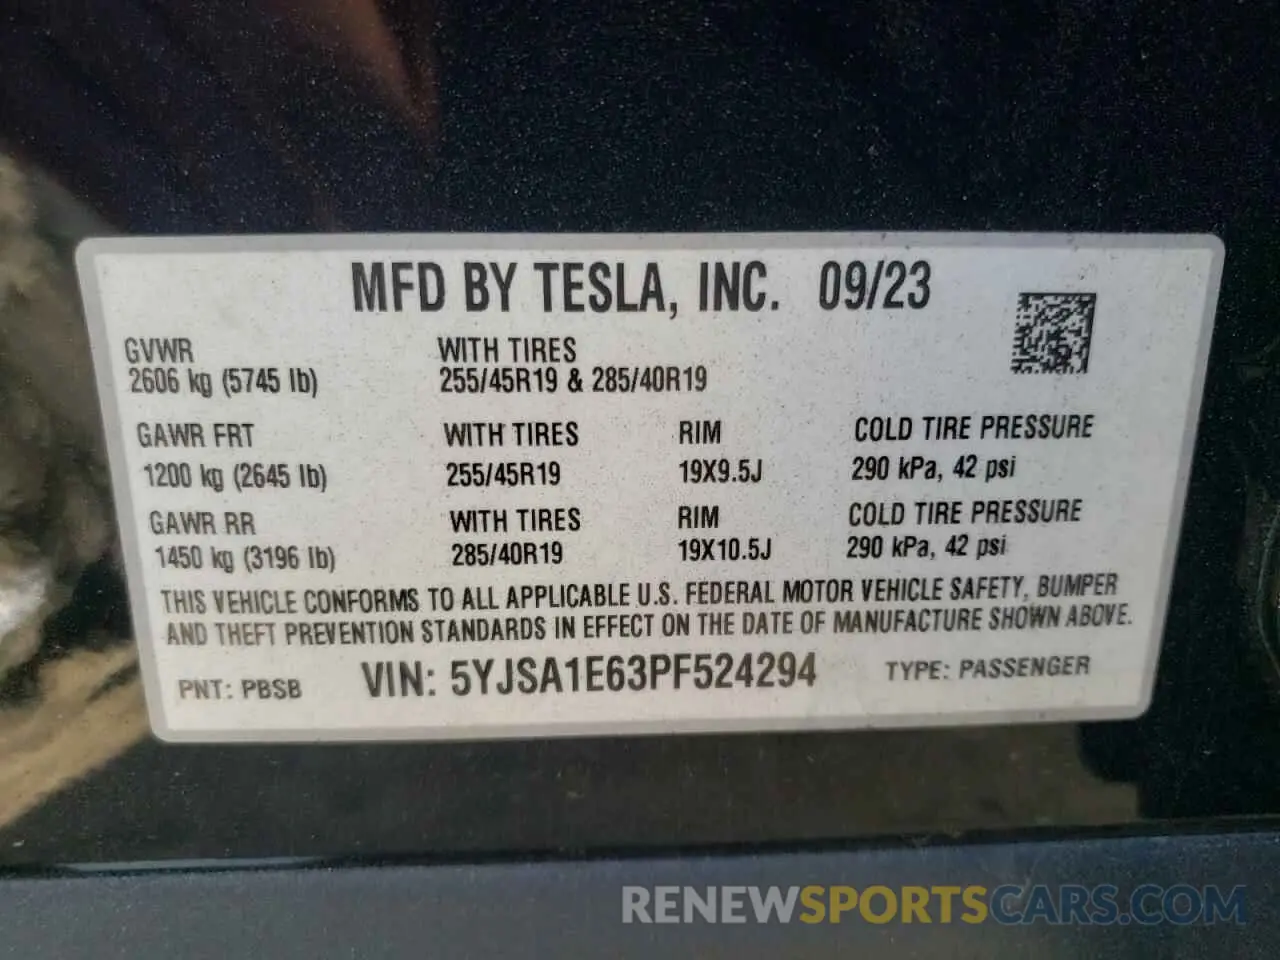 MFD BY TESLA, INC. 09/23
GVWR WITH TIRES
2606 kg (5745 lb) 255/45R19 & 285/40R19
GAWR FRT WITH TIRES RIM COLD TIRE PRESSURE
1200 kg (2645 lb) 255/45R19 19X9.5J 290 kPa, 42 psi
GAWR RR WITH TIRES RIM COLD TIRE PRESSURE
1450 kg (3196 lb) 285/40R19 19X10.5J 290 kPa, 42 psi
THIS VEHICLE CONFORMS TO ALL APPLICABLE U.S. FEDERAL MOTOR VEHICLE SAFETY, BUMPER
AND THEFT PREVENTION STANDARDS IN EFFECT ON THE DATE OF MANUFACTURE SHOWN ABOVE.
PNT: PBSB VIN: 5YJSA1E63PF524294 TYPE: PASSENGER
RENEWSPORTSCARS.COM